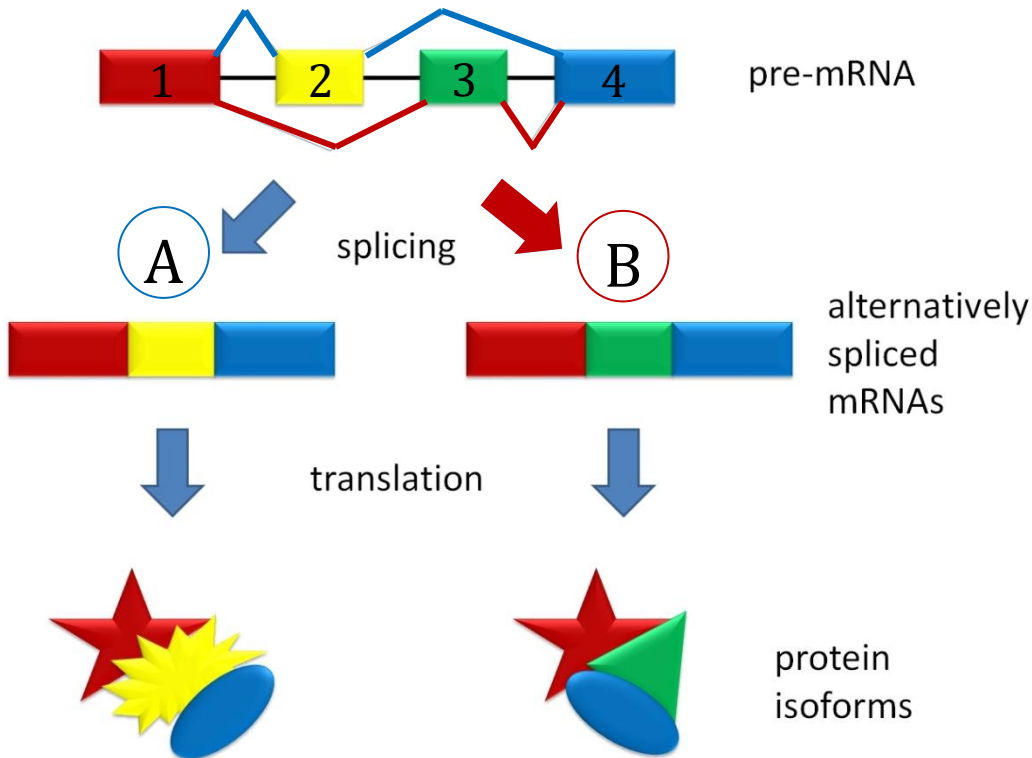 1 2 3 4 pre-mRNA
A splicing B
alternatively
spliced
mRNAs
translation
protein
isoforms